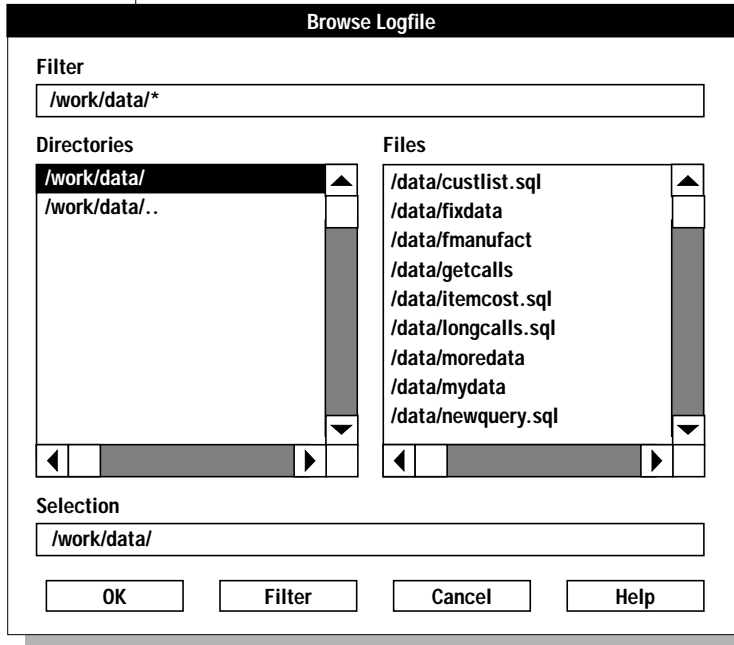 Browse Logfile
Filter
/work/data/*
Directories
/work/data/
/work/data/..
Files
/data/custlist.sql
/data/fixdata
/data/fmanufact
/data/getcalls
/data/itemcost.sql
/data/longcalls.sql
/data/moredata
/data/mydata
/data/newquery.sql
Selection
/work/data/
OK Filter Cancel Help